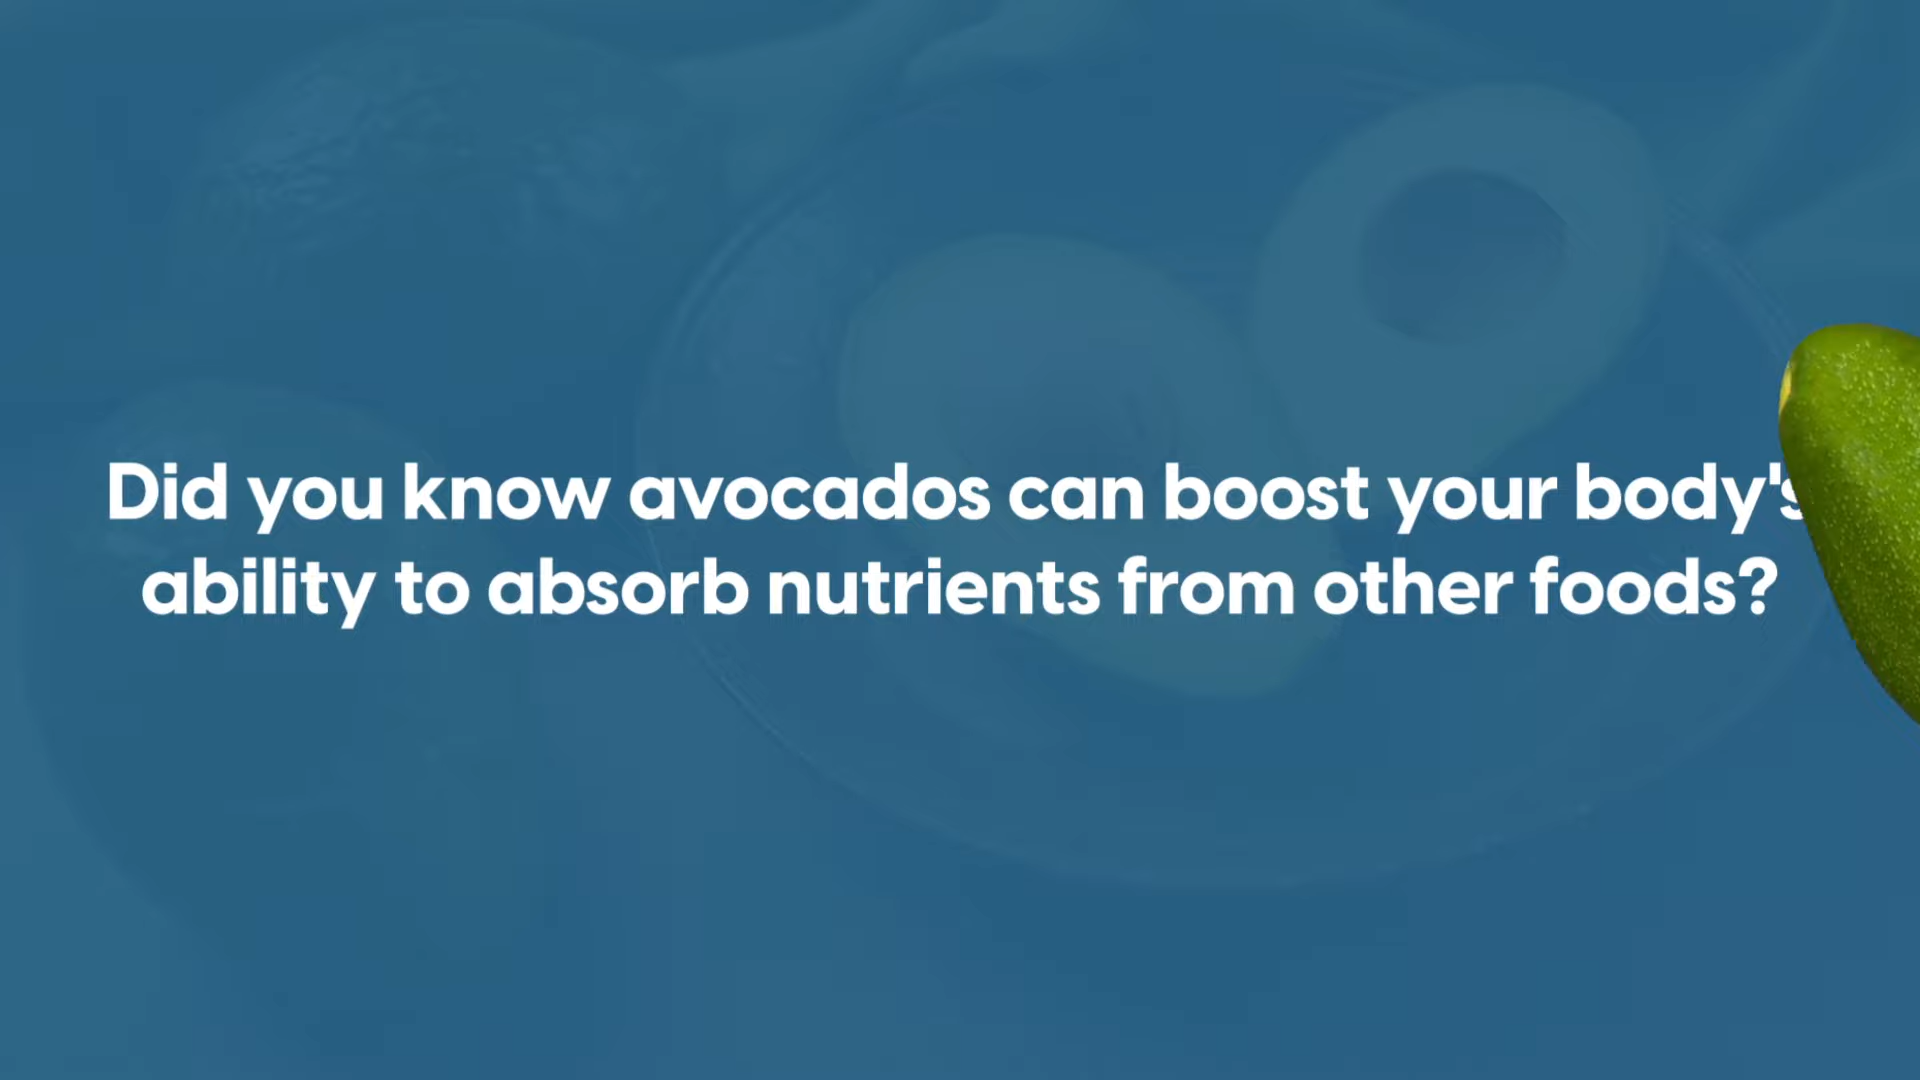 Did you know avocados can boost your body's
ability to absorb nutrients from other foods?